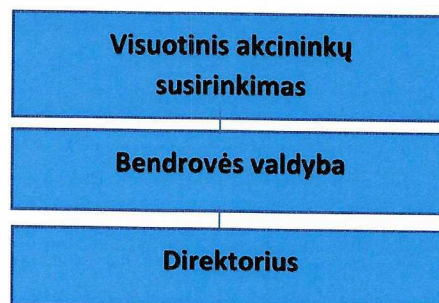 Visuotinis akcininkų
susirinkimas
Bendrovės valdyba
Direktorius